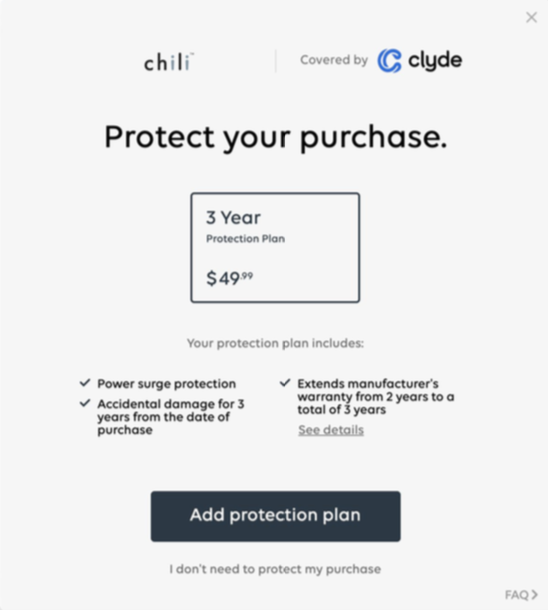 chili™
Covered by clyde
Protect your purchase.
3 Year
Protection Plan
$49.99
Your protection plan includes:
Power surge protection
Accidental damage for 3
years from the date of
purchase
Extends manufacturer's
warranty from 2 years to a
total of 3 years
See details
Add protection plan
I don't need to protect my purchase
FAQ